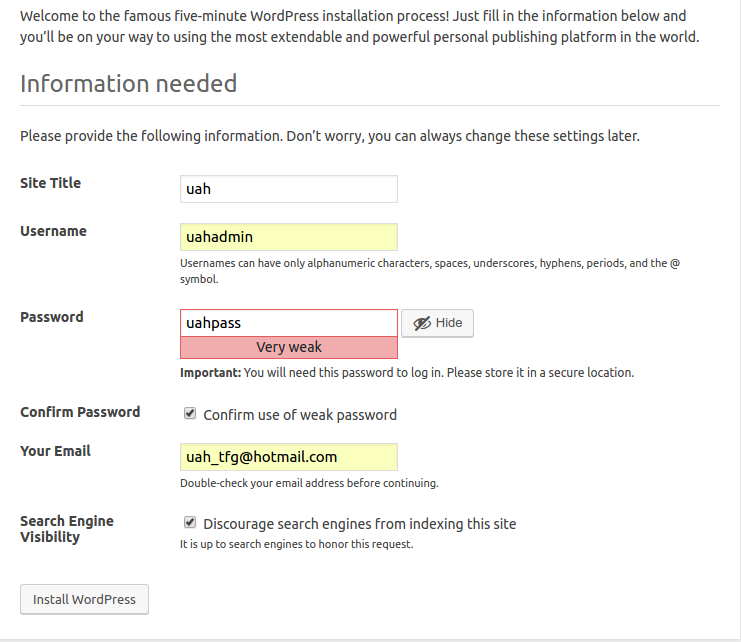 Welcome to the famous five-minute WordPress installation process! Just fill in the information below and
you’ll be on your way to using the most extendable and powerful personal publishing platform in the world.
Information needed
Please provide the following information. Don’t worry, you can always change these settings later.
Site Title
uah
Username
uahadmin
Usernames can have only alphanumeric characters, spaces, underscores, hyphens, periods, and the @
symbol.
Password
uahpass
Hide
Very weak
Important: You will need this password to log in. Please store it in a secure location.
Confirm Password
Confirm use of weak password
Your Email
uah_tfg@hotmail.com
Double-check your email address before continuing.
Search Engine
Visibility
Discourage search engines from indexing this site
It is up to search engines to honor this request.
Install WordPress